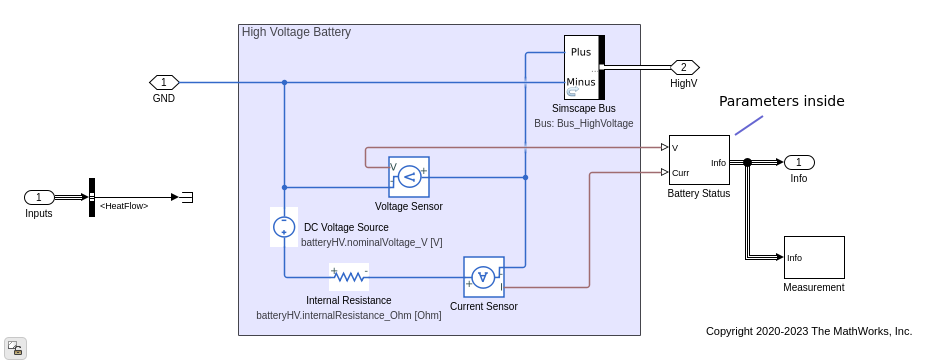 High Voltage Battery
Plus
...
Minus
Simscape Bus
Bus: Bus_HighVoltage
1
GND
2
HighV
Parameters inside
V
Curr
Info
Battery Status
1
Info
V
+
-
V
Voltage Sensor
1
Inputs
<HeatFlow>
-
+
DC Voltage Source
batteryHV.nominalVoltage_V [V]
+
-
Internal Resistance
batteryHV.internalResistance_Ohm [Ohm]
A
+
-
I
Current Sensor
Info
Measurement
Copyright 2020-2023 The MathWorks, Inc.